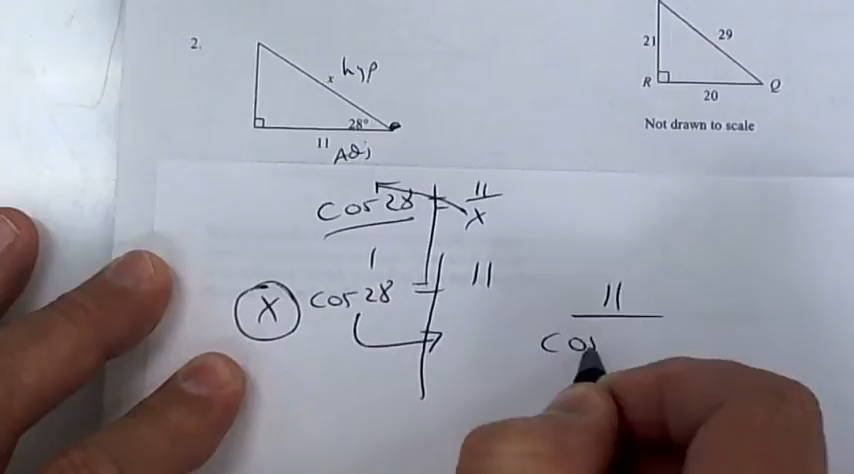 2.
x hyp
28°
11
Adj
21
29
R
Q
20
Not drawn to scale
cos 28 = 11/x
1
x cos 28 = 11
11
cos